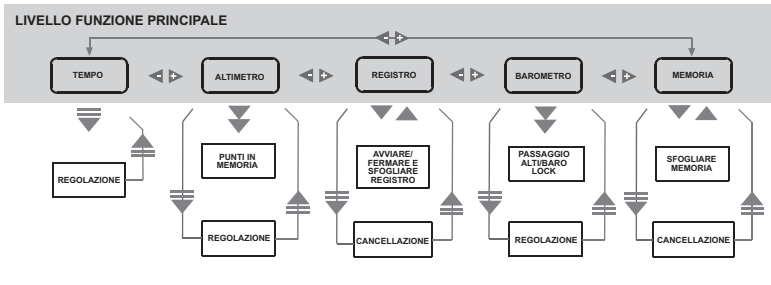 LIVELLO FUNZIONE PRINCIPALE
TEMPO
ALTIMETRO
REGISTRO
BAROMETRO
MEMORIA
PUNTI IN
MEMORIA
AVVIARE/
FERMARE E
SFOGLIARE
REGISTRO
PASSAGGIO
ALTI/BARO
LOCK
SFOGLIARE
MEMORIA
REGOLAZIONE
REGOLAZIONE
CANCELLAZIONE
REGOLAZIONE
CANCELLAZIONE